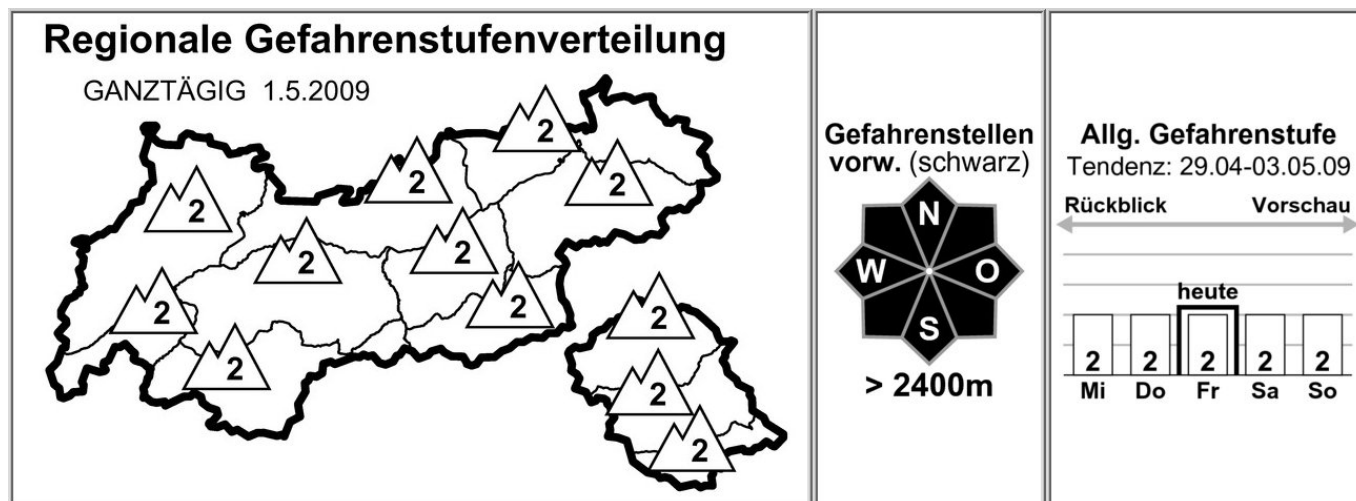 Regionale Gefahrenstufenverteilung
GANZTÄGIG 1.5.2009
2
2
2
2
2
2
2
2
2
2
2
2
Gefahrenstellen
vorw. (schwarz)
N
W O
S
> 2400m
Allg. Gefahrenstufe
Tendenz: 29.04-03.05.09
Rückblick Vorschau
heute
2 2 2 2 2
Mi Do Fr Sa So